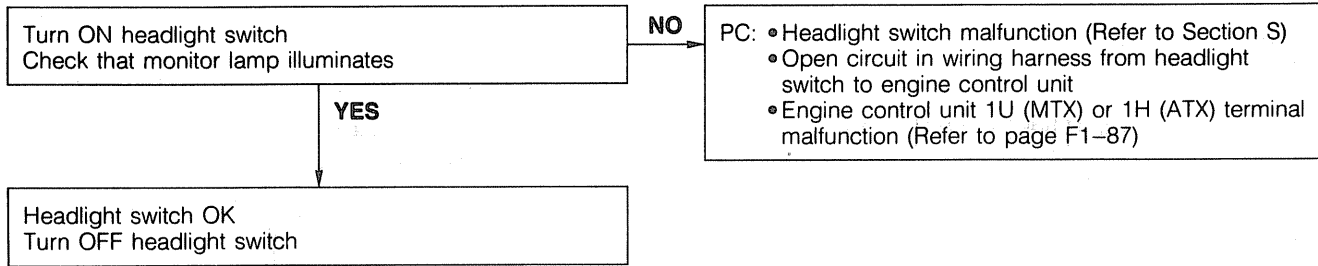 Turn ON headlight switch
Check that monitor lamp illuminates
NO
PC: • Headlight switch malfunction (Refer to Section S)
• Open circuit in wiring harness from headlight
switch to engine control unit
• Engine control unit 1U (MTX) or 1H (ATX) terminal
malfunction (Refer to page F1–87)
YES
Headlight switch OK
Turn OFF headlight switch